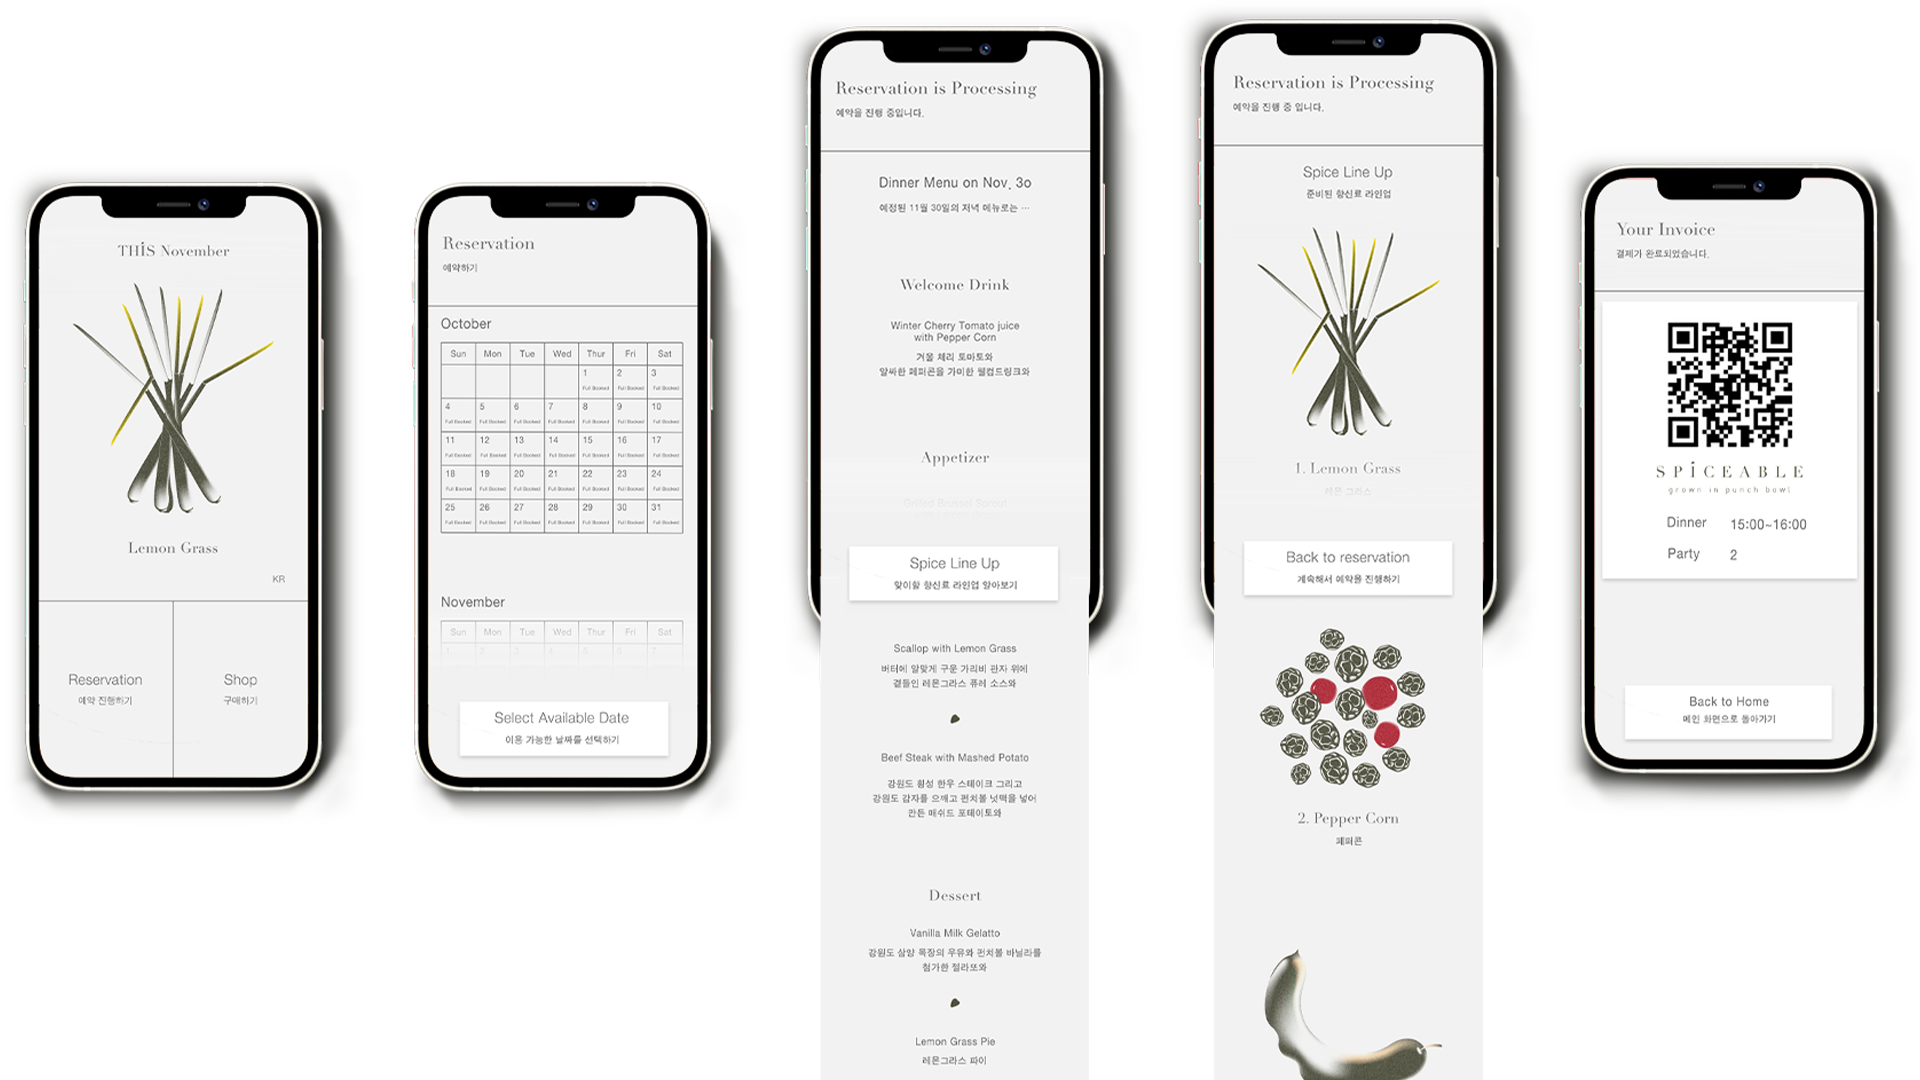 THİS November
Lemon Grass
KR
Reservation
예약 진행하기
Shop
구매하기
Reservation
예약하기
October
Sun Mon Tue Wed Thur Fri Sat
1 2 3
Full Booked Full Booked Full Booked
4 5 6 7 8 9 10
Full Booked Full Booked Full Booked Full Booked Full Booked Full Booked Full Booked
11 12 13 14 15 16 17
Full Booked Full Booked Full Booked Full Booked Full Booked Full Booked Full Booked
18 19 20 21 22 23 24
Full Booked Full Booked Full Booked Full Booked Full Booked Full Booked Full Booked
25 26 27 28 29 30 31
Full Booked Full Booked Full Booked Full Booked Full Booked Full Booked Full Booked
November
Sun Mon Tue Wed Thur Fri Sat
1 2 3 4 5 6 7
Select Available Date
이용 가능한 날짜를 선택하기
Reservation is Processing
예약을 진행 중입니다.
Dinner Menu on Nov. 3o
예정된 11월 30일의 저녁 메뉴로는 ···
Welcome Drink
Winter Cherry Tomato juice
with Pepper Corn
겨울 체리 토마토와
알싸한 페퍼콘을 가미한 웰컴드링크와
Appetizer
Spice Line Up
맞이할 향신료 라인업 알아보기
Scallop with Lemon Grass
버터에 알맞게 구운 가리비 관자 위에
곁들인 레몬그라스 퓨레 소스와
Beef Steak with Mashed Potato
강원도 횡성 한우 스테이크 그리고
강원도 감자를 으깨고 펀치볼 넛맥을 넣어
만든 매쉬드 포테이토와
Dessert
Vanilla Milk Gelatto
강원도 삼양 목장의 우유와 펀치볼 바닐라를
첨가한 젤라또와
Lemon Grass Pie
레몬그라스 파이
Reservation is Processing
예약을 진행 중 입니다.
Spice Line Up
준비된 향신료 라인업
1. Lemon Grass
레몬 그라스
Back to reservation
계속해서 예약을 진행하기
2. Pepper Corn
페퍼콘
Your Invoice
결제가 완료되었습니다.
SPİCEABLE
grown in punch bowl
Dinner 15:00~16:00
Party 2
Back to Home
메인 화면으로 돌아가기